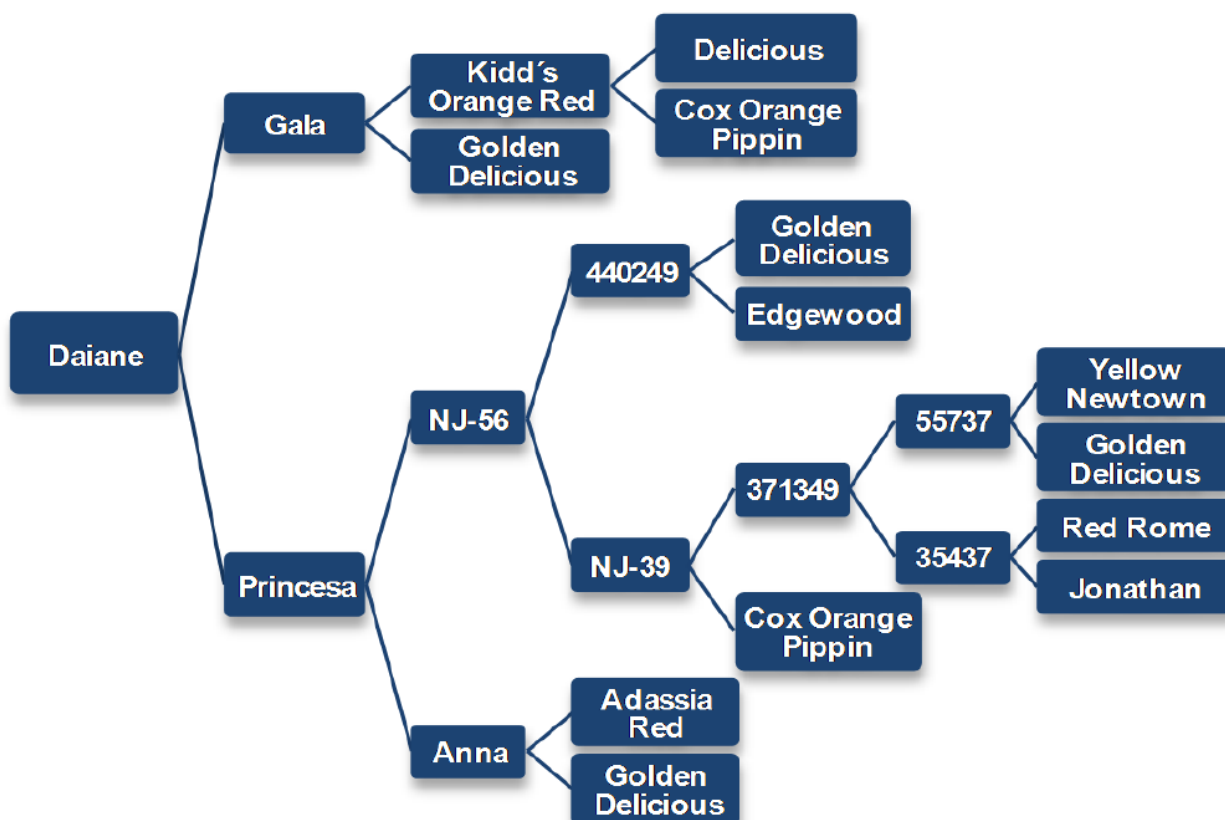 Delicious
Kidd´s
Orange Red
Cox Orange
Pippin
Gala
Golden
Delicious
Golden
Delicious
440249
Edgewood
Daiane
Yellow
Newtown
NJ-56
55737
Golden
Delicious
371349
Red Rome
35437
NJ-39
Jonathan
Princesa
Cox Orange
Pippin
Adassia
Red
Anna
Golden
Delicious